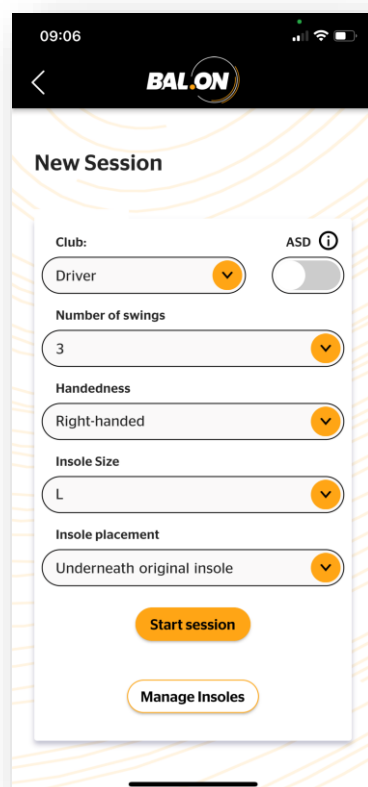 09:06
BAL.ON
New Session
Club:
ASD
Driver
Number of swings
3
Handedness
Right-handed
Insole Size
L
Insole placement
Underneath original insole
Start session
Manage Insoles